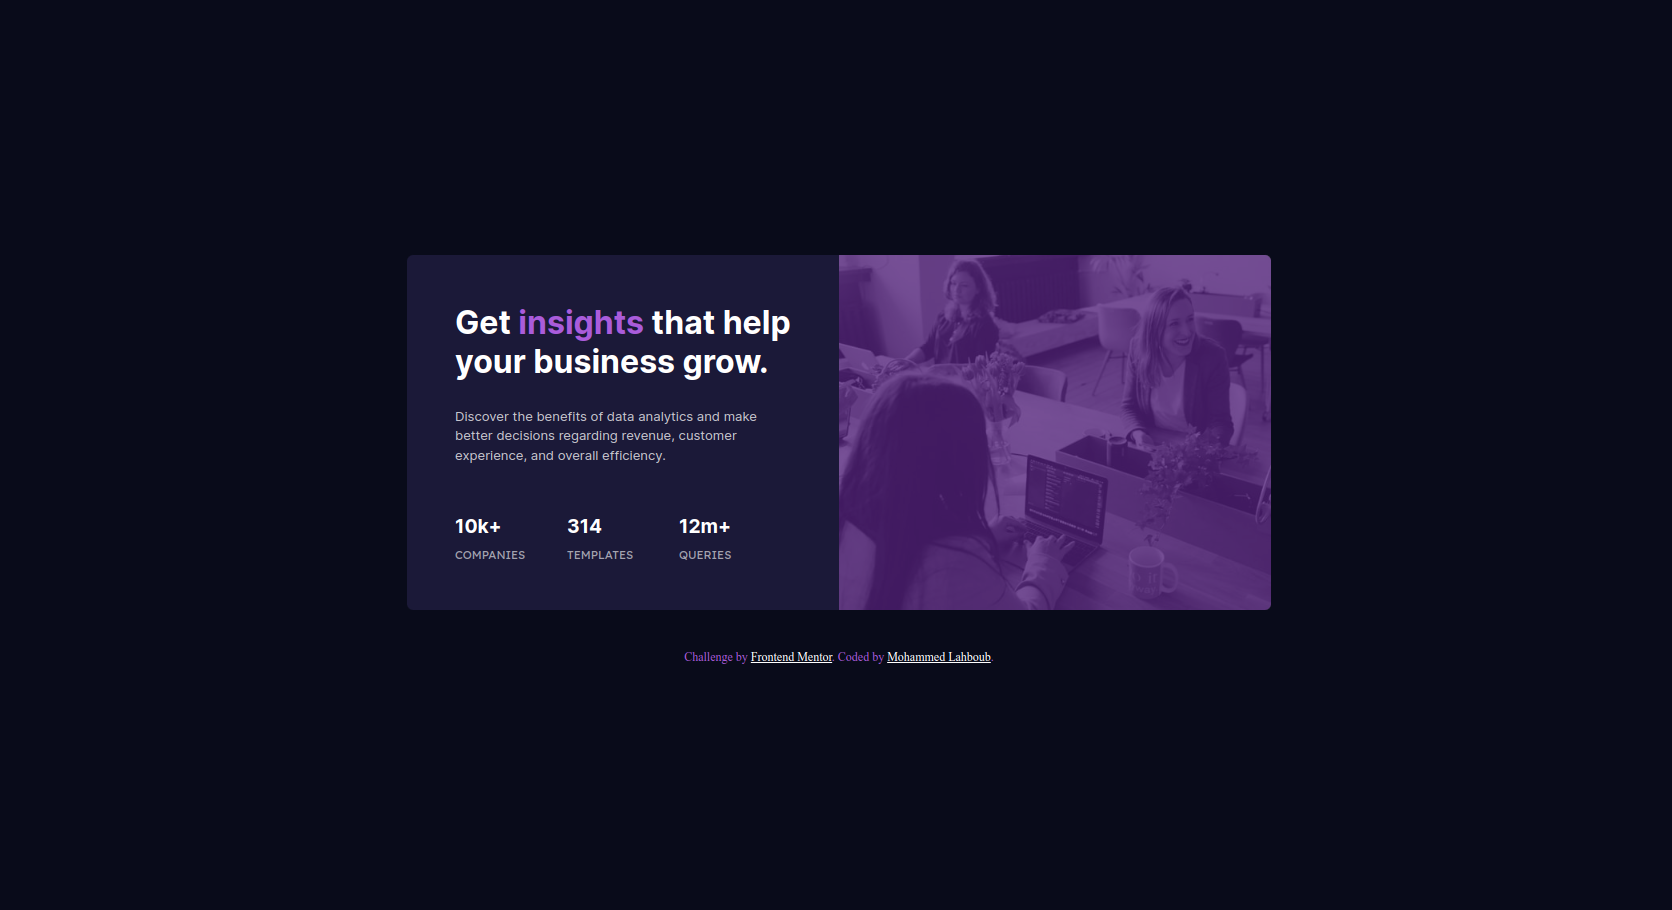 Get insights that help
your business grow.
Discover the benefits of data analytics and make
better decisions regarding revenue, customer
experience, and overall efficiency.
10k+ 314 12m+
COMPANIES TEMPLATES QUERIES
Challenge by Frontend Mentor. Coded by Mohammed Lahboub.